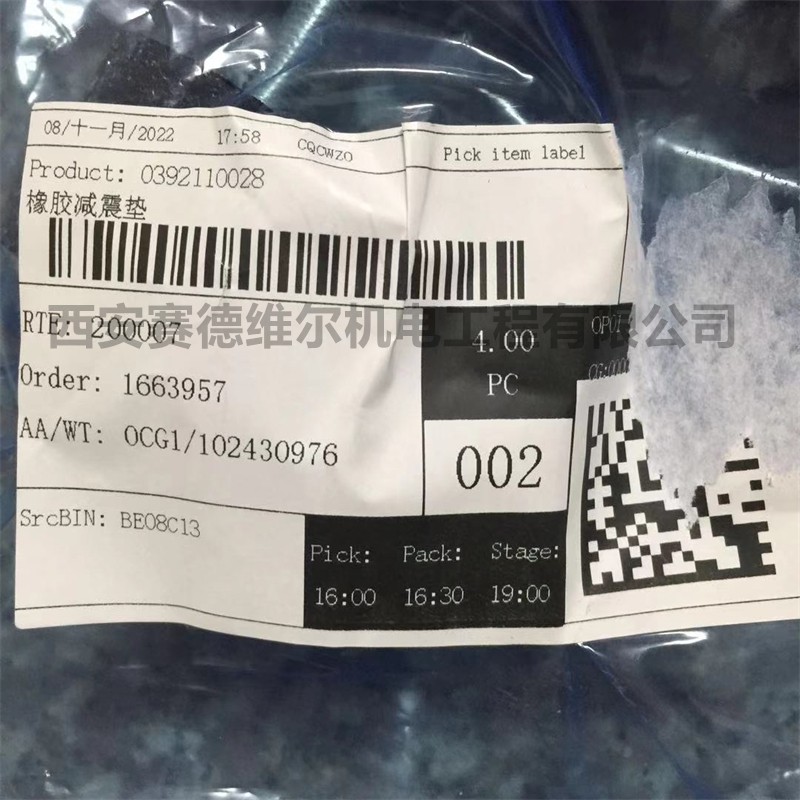 08/十一月/2022 17:58 CQCWZO Pick item label
Product: 0392110028
橡胶减震垫
西安赛德维尔机电工程有限公司
RTE: 200007
4.00
PC
Order: 1663957
AA/WT: OCG1/102430976
002
SrcBIN: BE08C13
Pick: Pack: Stage:
16:00 16:30 19:00